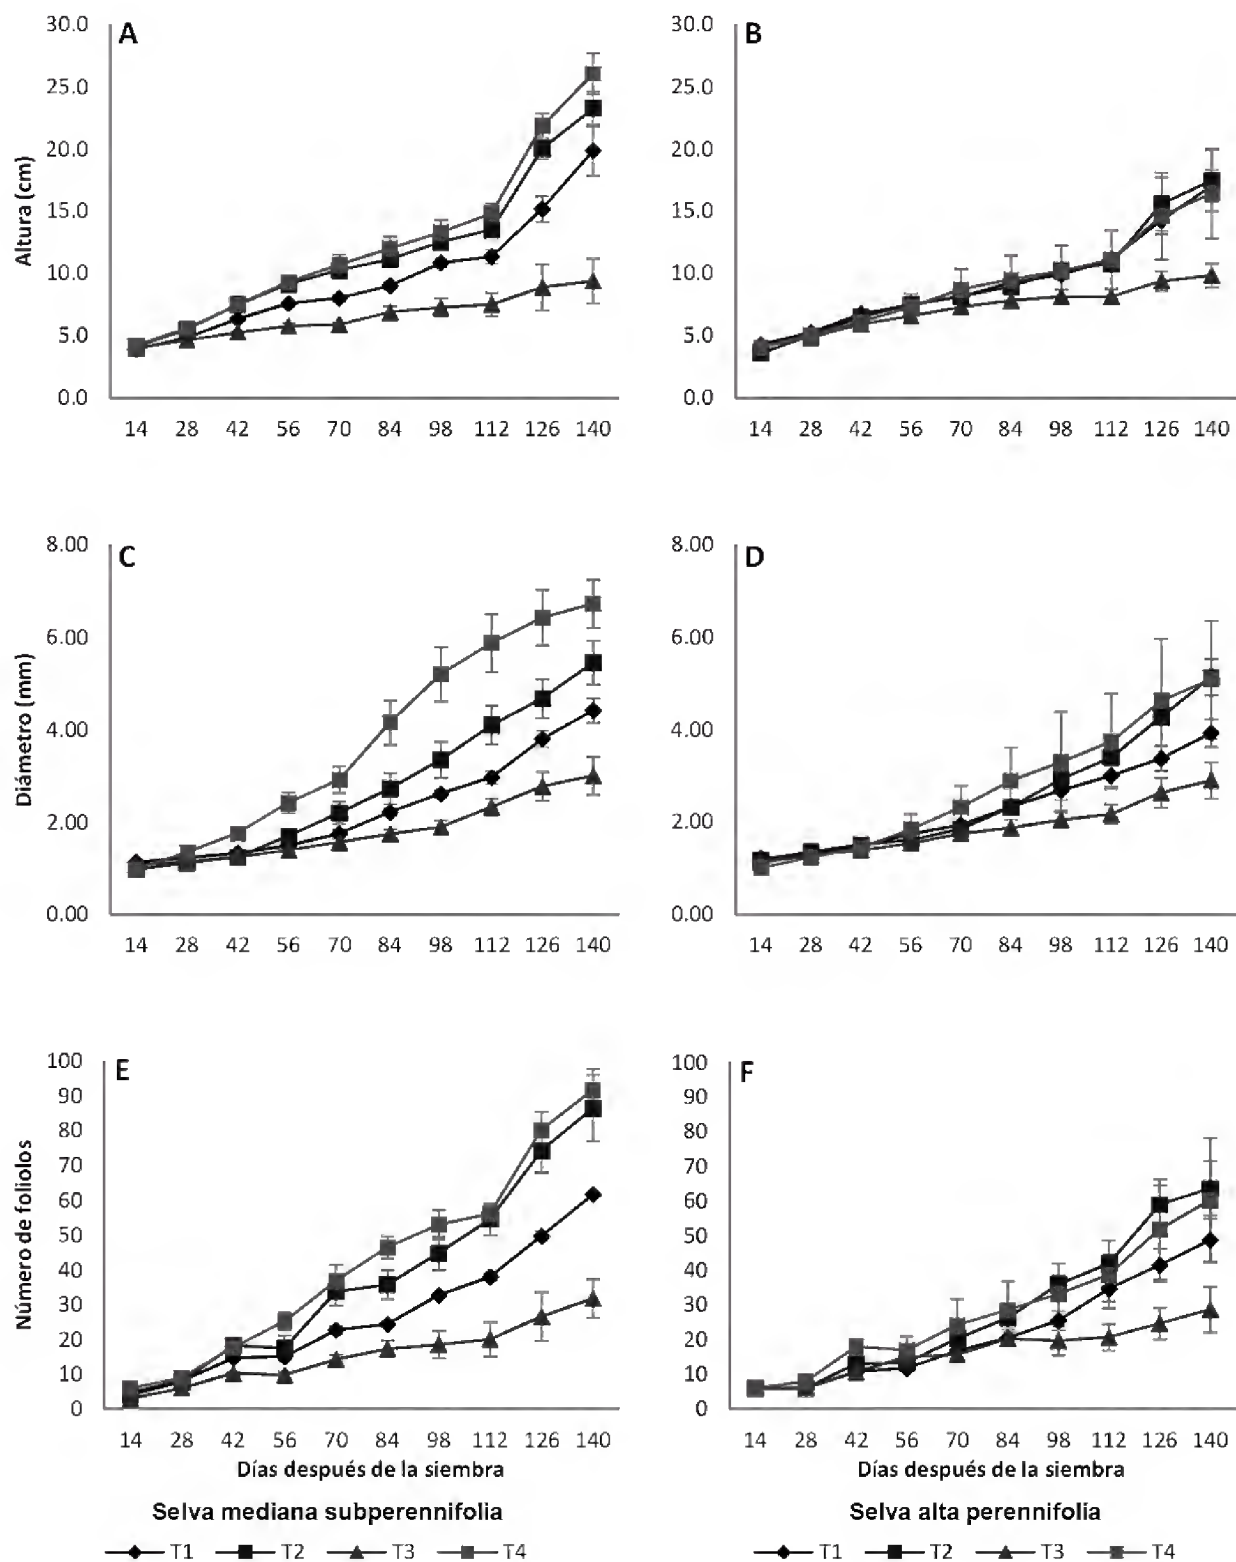 A
Altura (cm)
30.0
25.0
20.0
15.0
10.0
5.0
0.0
14 28 42 56 70 84 98 112 126 140
B
30.0
25.0
20.0
15.0
10.0
5.0
0.0
14 28 42 56 70 84 98 112 126 140
C
Diámetro (mm)
8.00
6.00
4.00
2.00
0.00
14 28 42 56 70 84 98 112 126 140
D
8.00
6.00
4.00
2.00
0.00
14 28 42 56 70 84 98 112 126 140
E
Número de foliolos
100
90
80
70
60
50
40
30
20
10
0
14 28 42 56 70 84 98 112 126 140
Días después de la siembra
F
100
90
80
70
60
50
40
30
20
10
0
14 28 42 56 70 84 98 112 126 140
Días después de la siembra
Selva mediana subperennifolia
T1 T2 T3 T4
Selva alta perennifolia
T1 T2 T3 T4